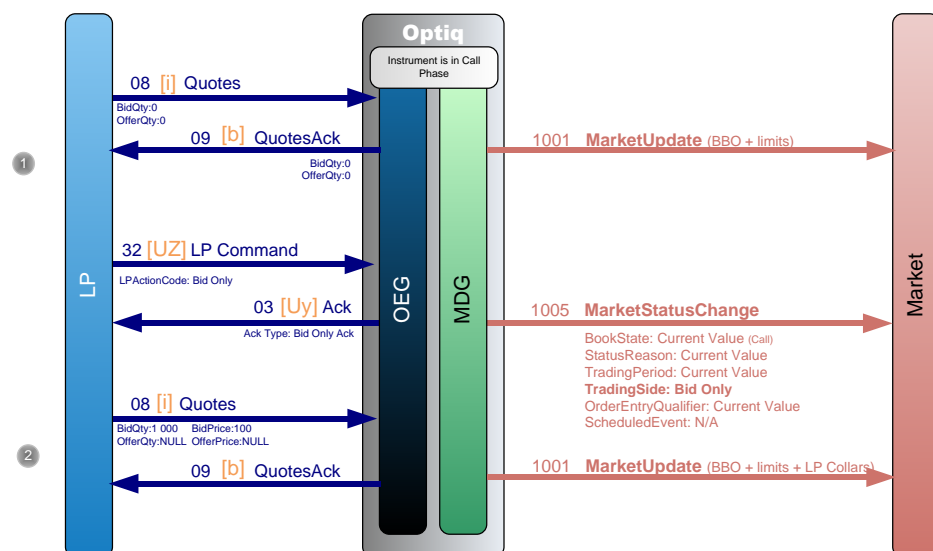 Optiq
Instrument is in Call
Phase
08 [i] Quotes
BidQty:0
OfferQty:0
09 [b] QuotesAck
BidQty:0
OfferQty:0
1001 MarketUpdate (BBO + limits)
1
32 [UZ] LP Command
LPActionCode: Bid Only
03 [Uy] Ack
Ack Type: Bid Only Ack
1005 MarketStatusChange
BookState: Current Value (Call)
StatusReason: Current Value
TradingPeriod: Current Value
TradingSide: Bid Only
OrderEntryQualifier: Current Value
ScheduledEvent: N/A
LP
OEG
MDG
Market
08 [i] Quotes
BidQty:1 000 BidPrice:100
OfferQty:NULL OfferPrice:NULL
2
09 [b] QuotesAck
1001 MarketUpdate (BBO + limits + LP Collars)